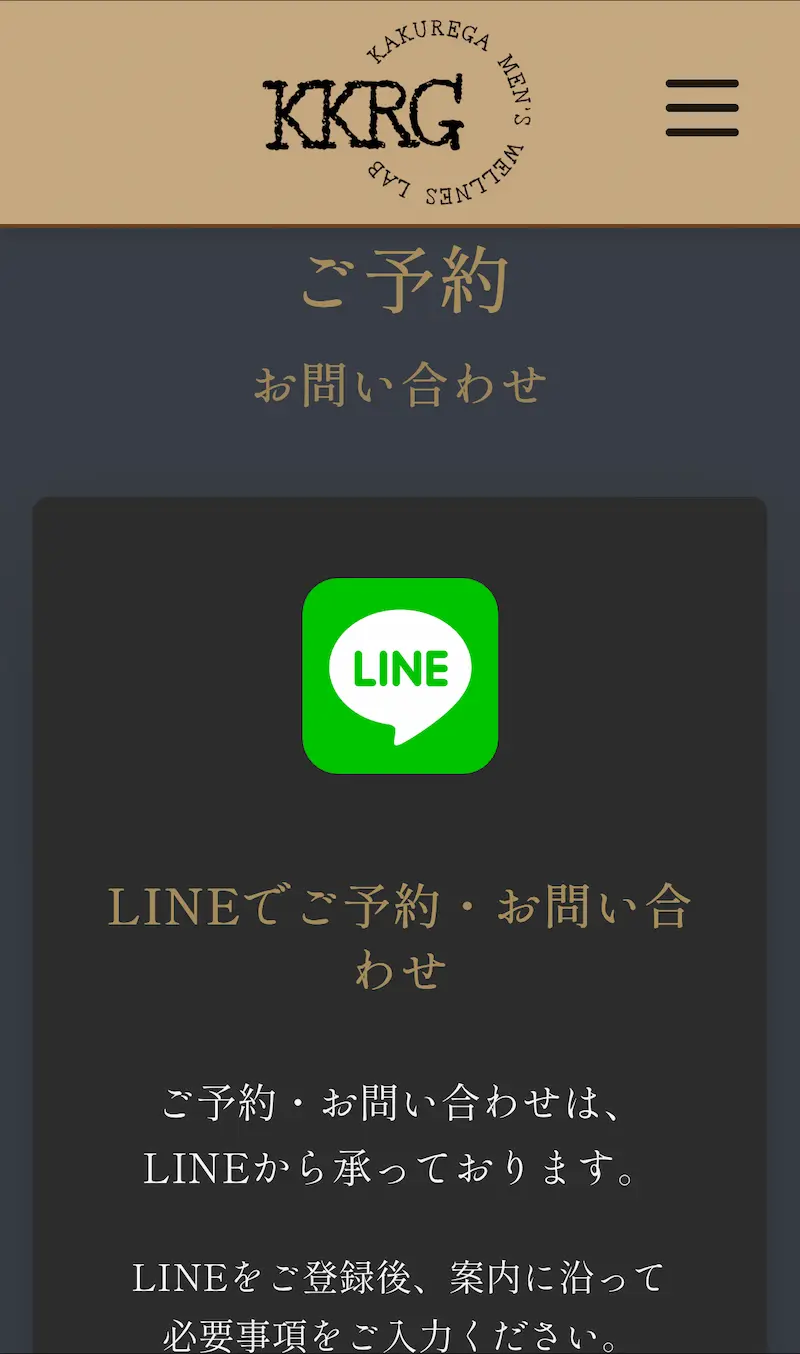 KAKUREGA MEN'S WELLNES LAB
KKRG
ご予約
お問い合わせ
LINE
LINEでご予約・お問い合
わせ
ご予約・お問い合わせは、
LINEから承っております。
LINEをご登録後、案内に沿って
必要事項をご入力ください。